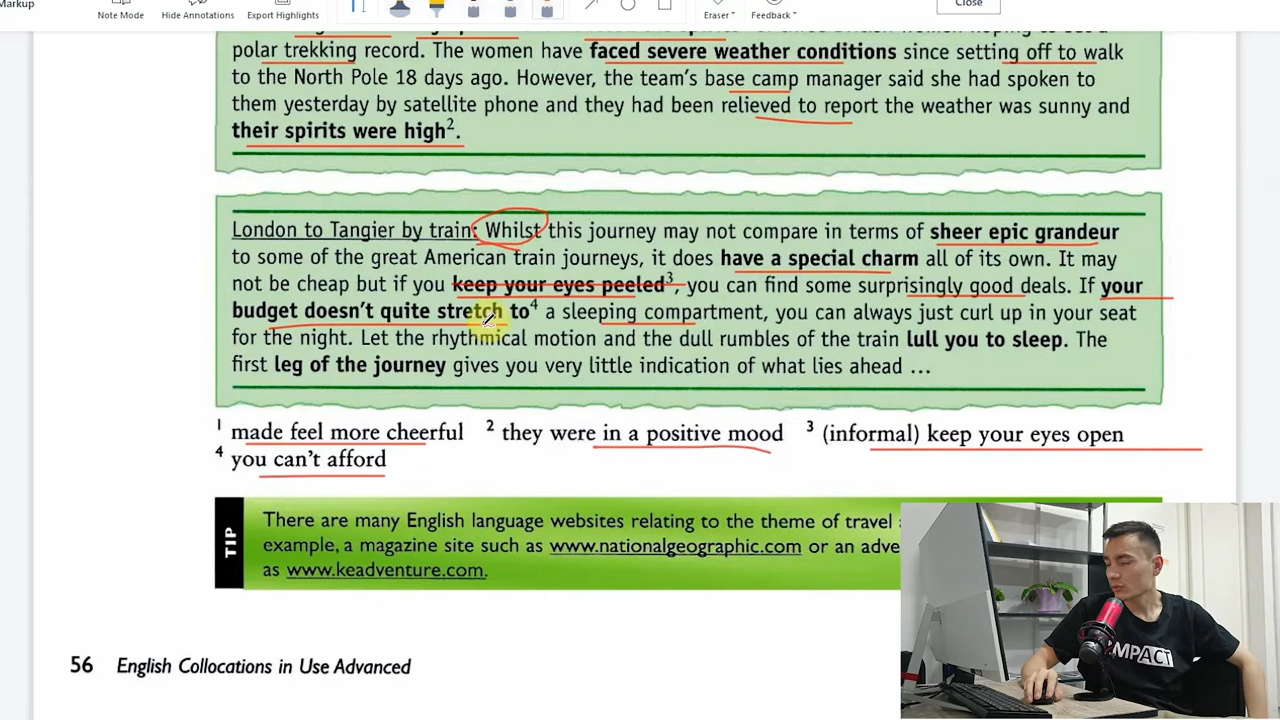 Markup
Note Mode
Hide Annotations
Export Highlights
Eraser
Feedback
Close
polar trekking record. The women have faced severe weather conditions since setting off to walk
to the North Pole 18 days ago. However, the team's base camp manager said she had spoken to
them yesterday by satellite phone and they had been relieved to report the weather was sunny and
their spirits were high2.
London to Tangier by train: Whilst this journey may not compare in terms of sheer epic grandeur
to some of the great American train journeys, it does have a special charm all of its own. It may
not be cheap but if you keep your eyes peeled3, you can find some surprisingly good deals. If your
budget doesn't quite stretch to4 a sleeping compartment, you can always just curl up in your seat
for the night. Let the rhythmical motion and the dull rumbles of the train lull you to sleep. The
first leg of the journey gives you very little indication of what lies ahead ...
1 made feel more cheerful 2 they were in a positive mood 3 (informal) keep your eyes open
4 you can't afford
TIP
There are many English language websites relating to the theme of travel
example, a magazine site such as www.nationalgeographic.com or an adve
as www.keadventure.com.
IMPACT
56 English Collocations in Use Advanced